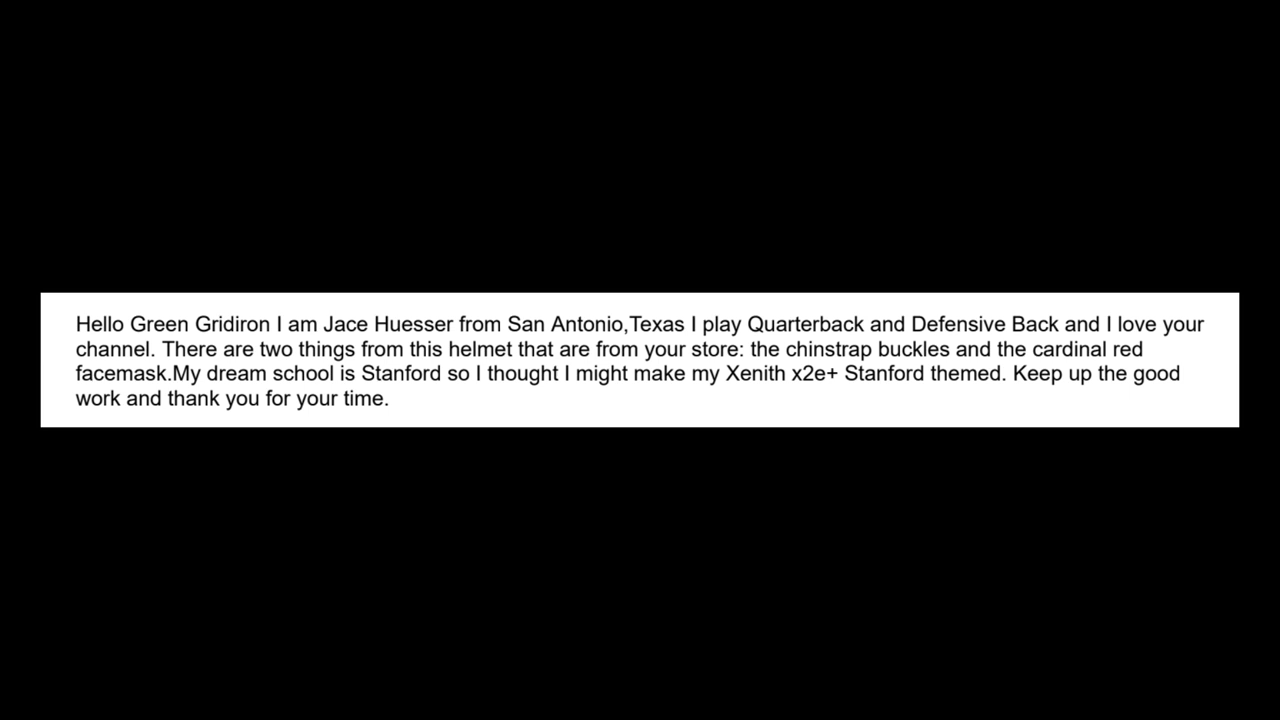 Hello Green Gridiron I am Jace Huesser from San Antonio,Texas I play Quarterback and Defensive Back and I love your
channel. There are two things from this helmet that are from your store: the chinstrap buckles and the cardinal red
facemask.My dream school is Stanford so I thought I might make my Xenith x2e+ Stanford themed. Keep up the good
work and thank you for your time.